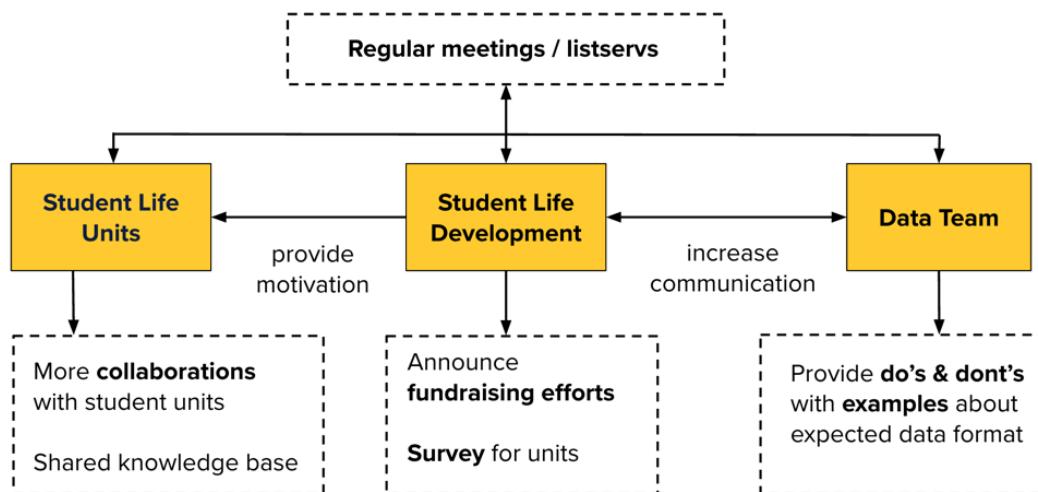 Regular meetings / listservs
Student Life
Units
Student Life
Development
Data Team
provide
motivation
increase
communication
More collaborations
with student units
Shared knowledge base
Announce
fundraising efforts
Survey for units
Provide do's & dont's
with examples about
expected data format